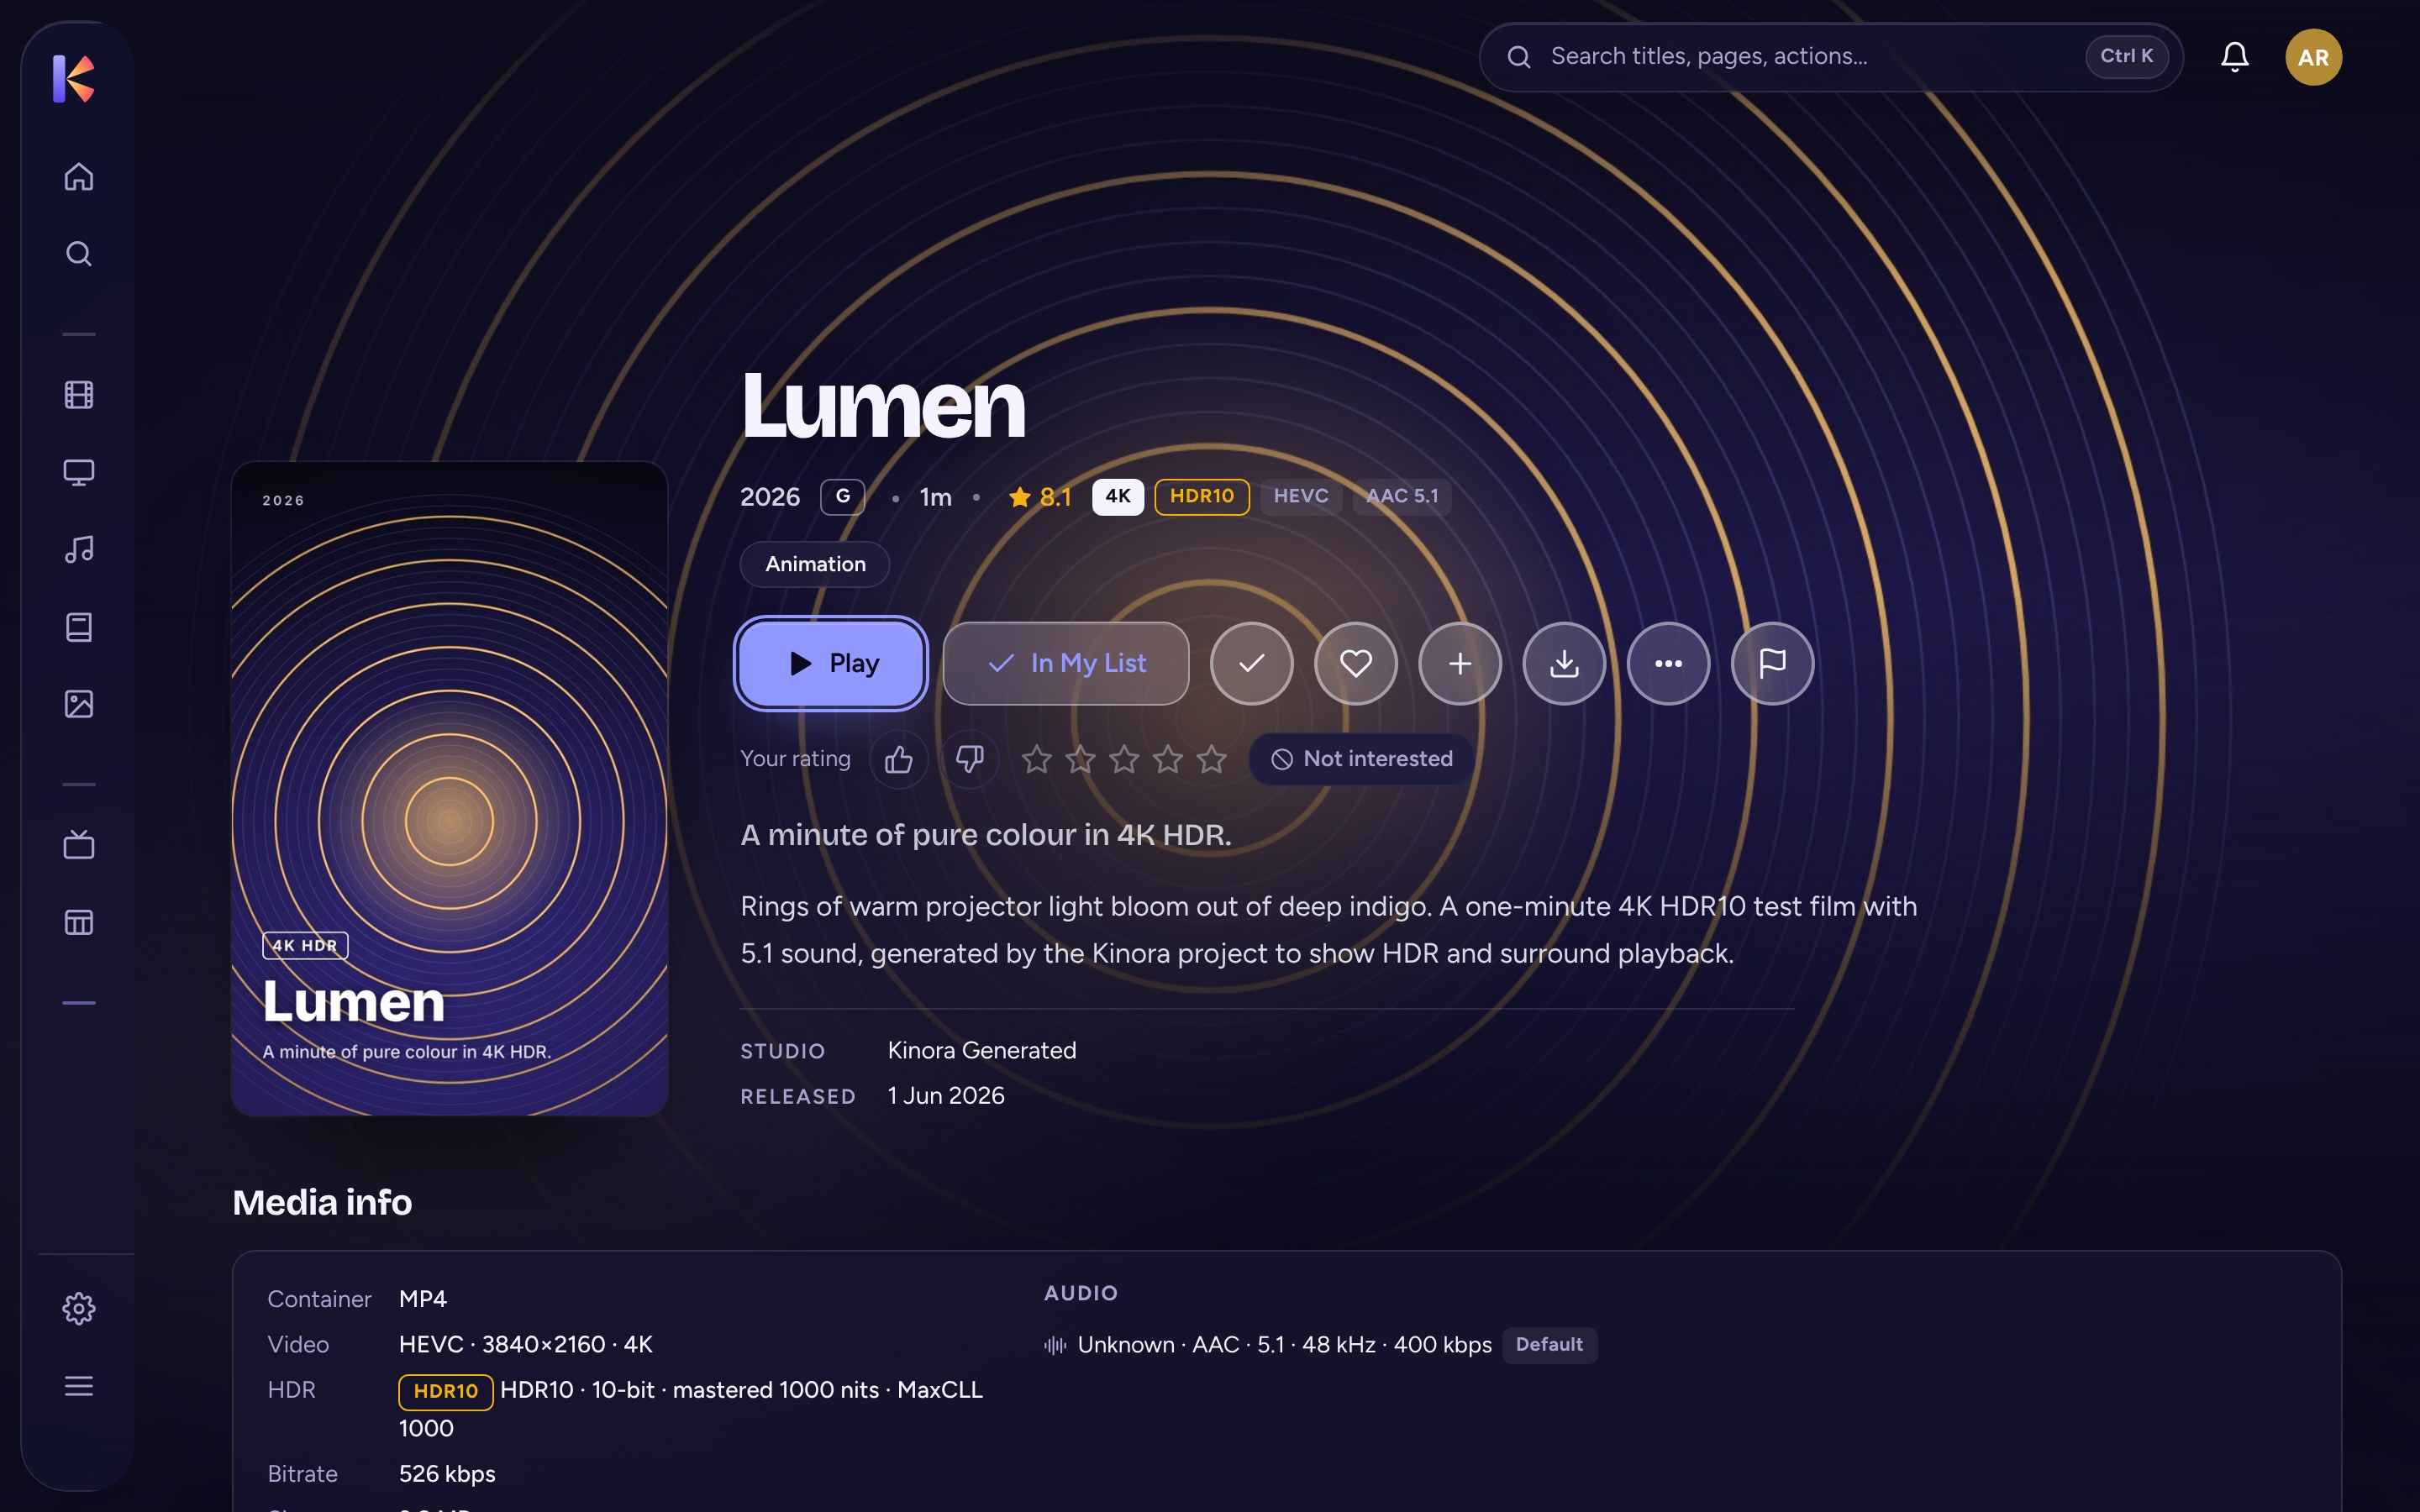 Search titles, pages, actions...
Ctrl K
AR
Lumen
2026 G • 1m • 8.1 4K HDR10 HEVC AAC 5.1
Animation
Play
In My List
Your rating
Not interested
A minute of pure colour in 4K HDR.
Rings of warm projector light bloom out of deep indigo. A one-minute 4K HDR10 test film with
5.1 sound, generated by the Kinora project to show HDR and surround playback.
STUDIO Kinora Generated
RELEASED 1 Jun 2026
2026
4K HDR
Lumen
A minute of pure colour in 4K HDR.
Media info
Container MP4
Video HEVC · 3840×2160 · 4K
HDR HDR10 HDR10 · 10-bit · mastered 1000 nits · MaxCLL
1000
Bitrate 526 kbps
AUDIO
Unknown · AAC · 5.1 · 48 kHz · 400 kbps Default